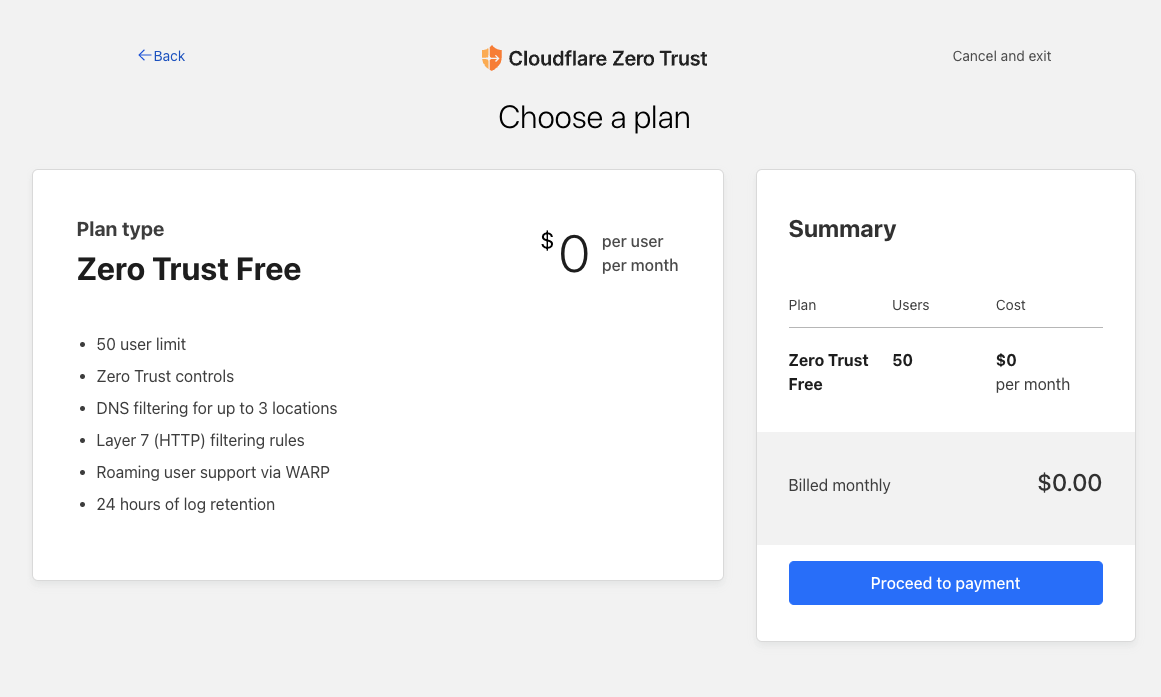 Back
Cloudflare Zero Trust
Cancel and exit
Choose a plan
Plan type
Zero Trust Free
$0
per user
per month
• 50 user limit
• Zero Trust controls
• DNS filtering for up to 3 locations
• Layer 7 (HTTP) filtering rules
• Roaming user support via WARP
• 24 hours of log retention
Summary
Plan Users Cost
Zero Trust 50 $0
Free per month
Billed monthly $0.00
Proceed to payment